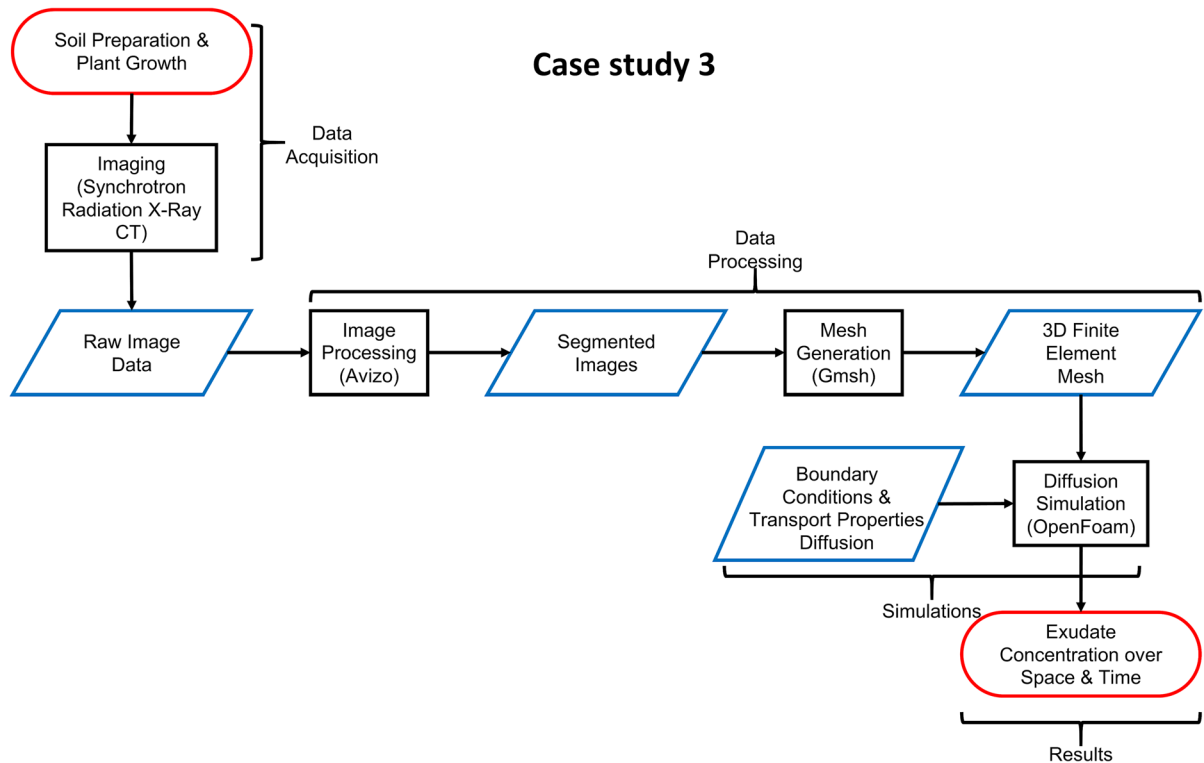 Soil Preparation &
Plant Growth
Case study 3
Data
Acquisition
Imaging
(Synchrotron
Radiation X-Ray
CT)
Data
Processing
Raw Image
Data
Image
Processing
(Avizo)
Segmented
Images
Mesh
Generation
(Gmsh)
3D Finite
Element
Mesh
Boundary
Conditions &
Transport Properties
Diffusion
Diffusion
Simulation
(OpenFoam)
Simulations
Exudate
Concentration over
Space & Time
Results